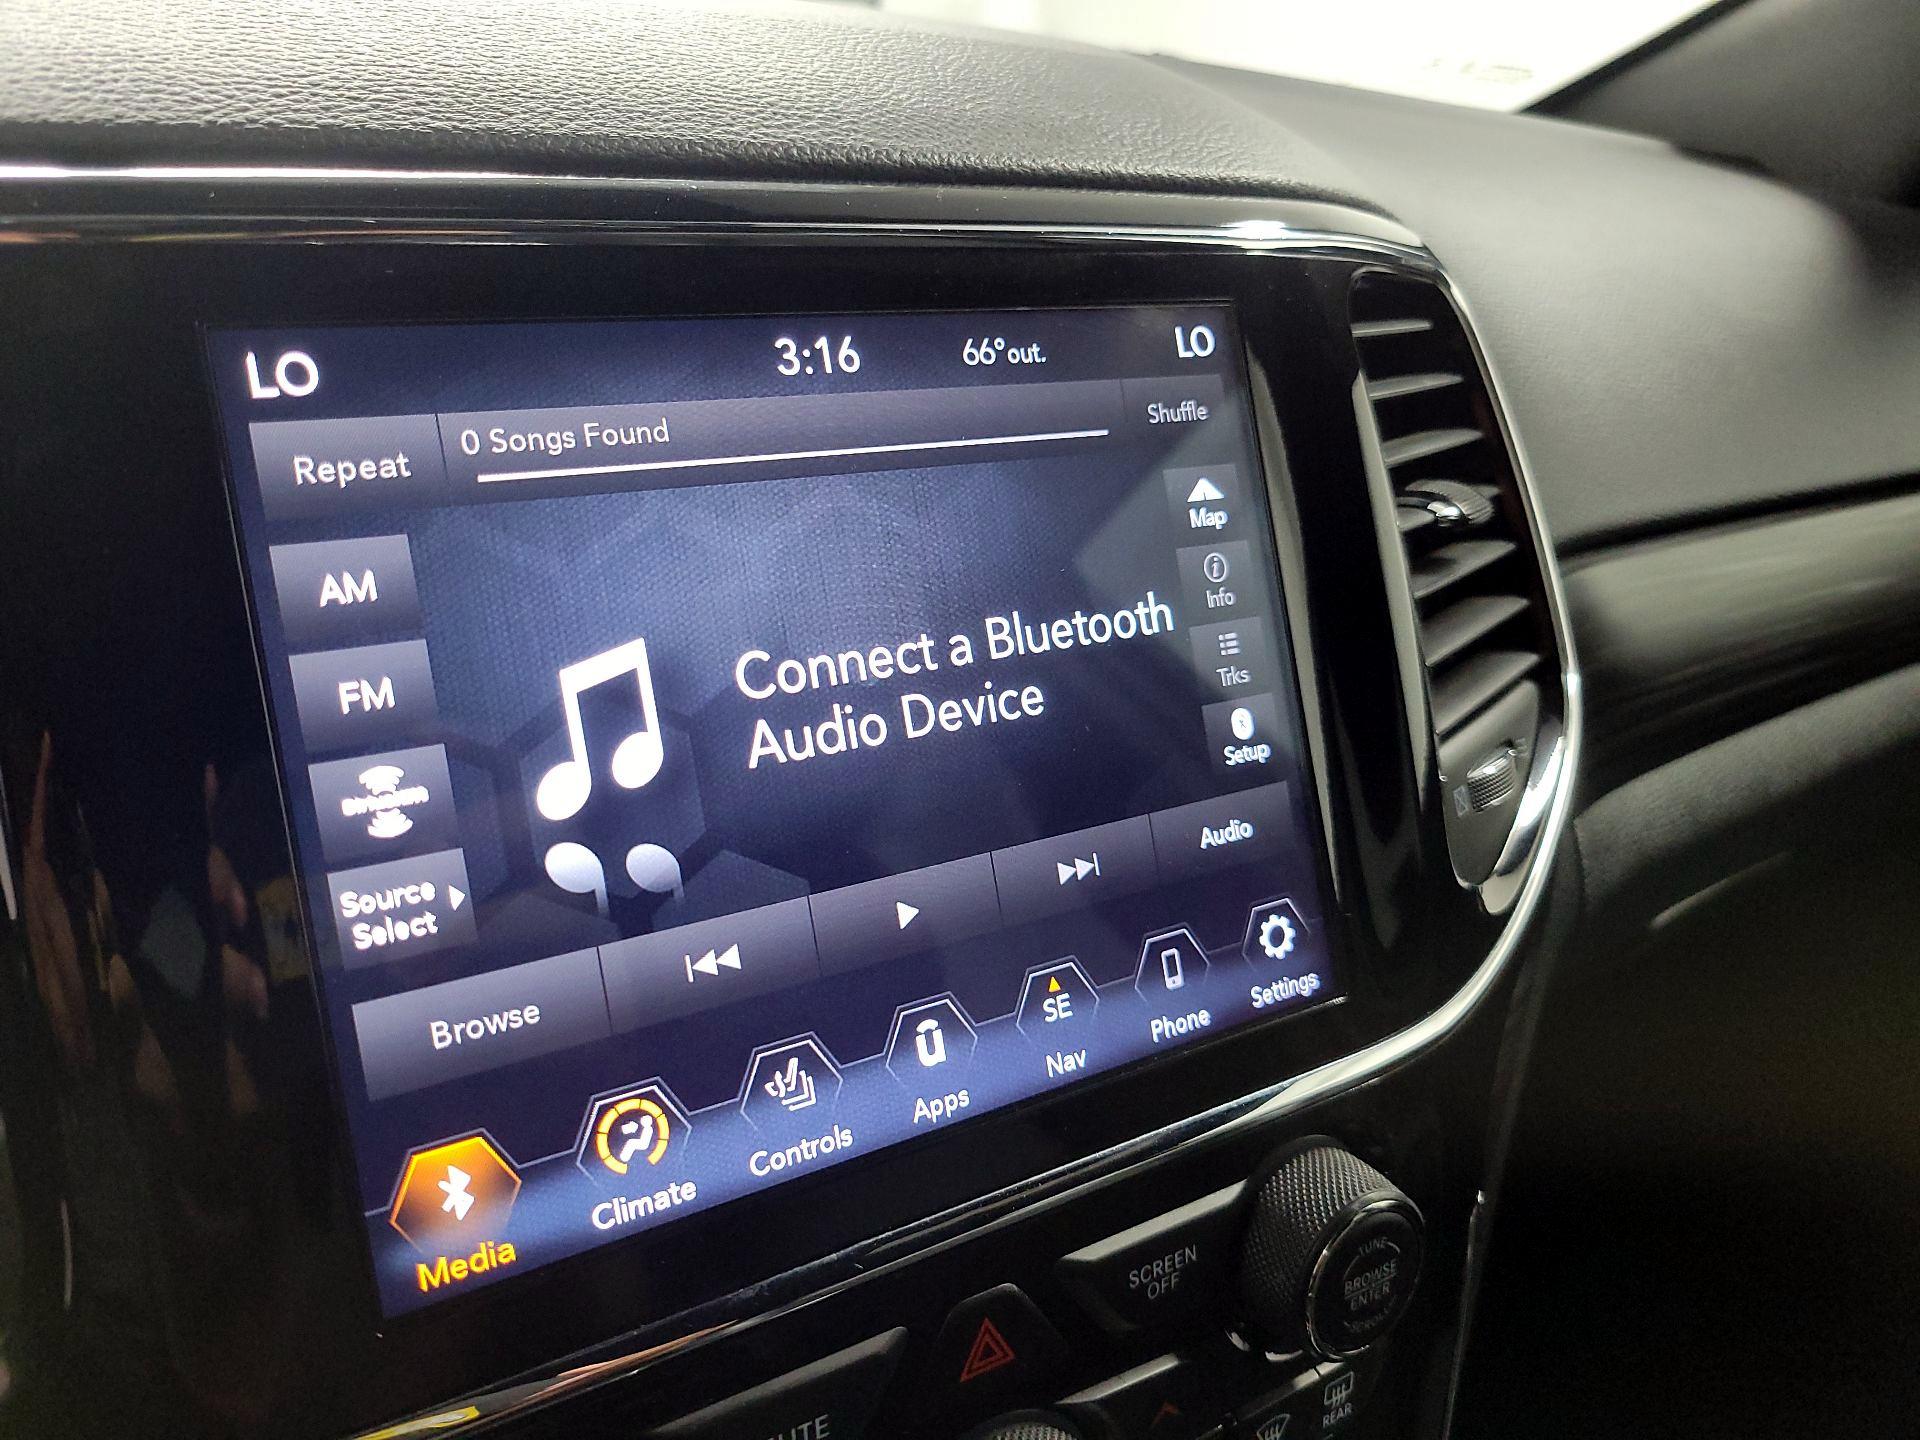 LO
3:16
66° out.
LO
Repeat
0 Songs Found
Shuffle
AM
FM
Source
Select
Connect a Bluetooth
Audio Device
Map
Info
Trks
Setup
Browse
Audio
Media
Climate
Controls
Apps
SE
Nav
Phone
Settings
SCREEN
OFF
TUNE
BROWSE
ENTER
SCROLL
REAR